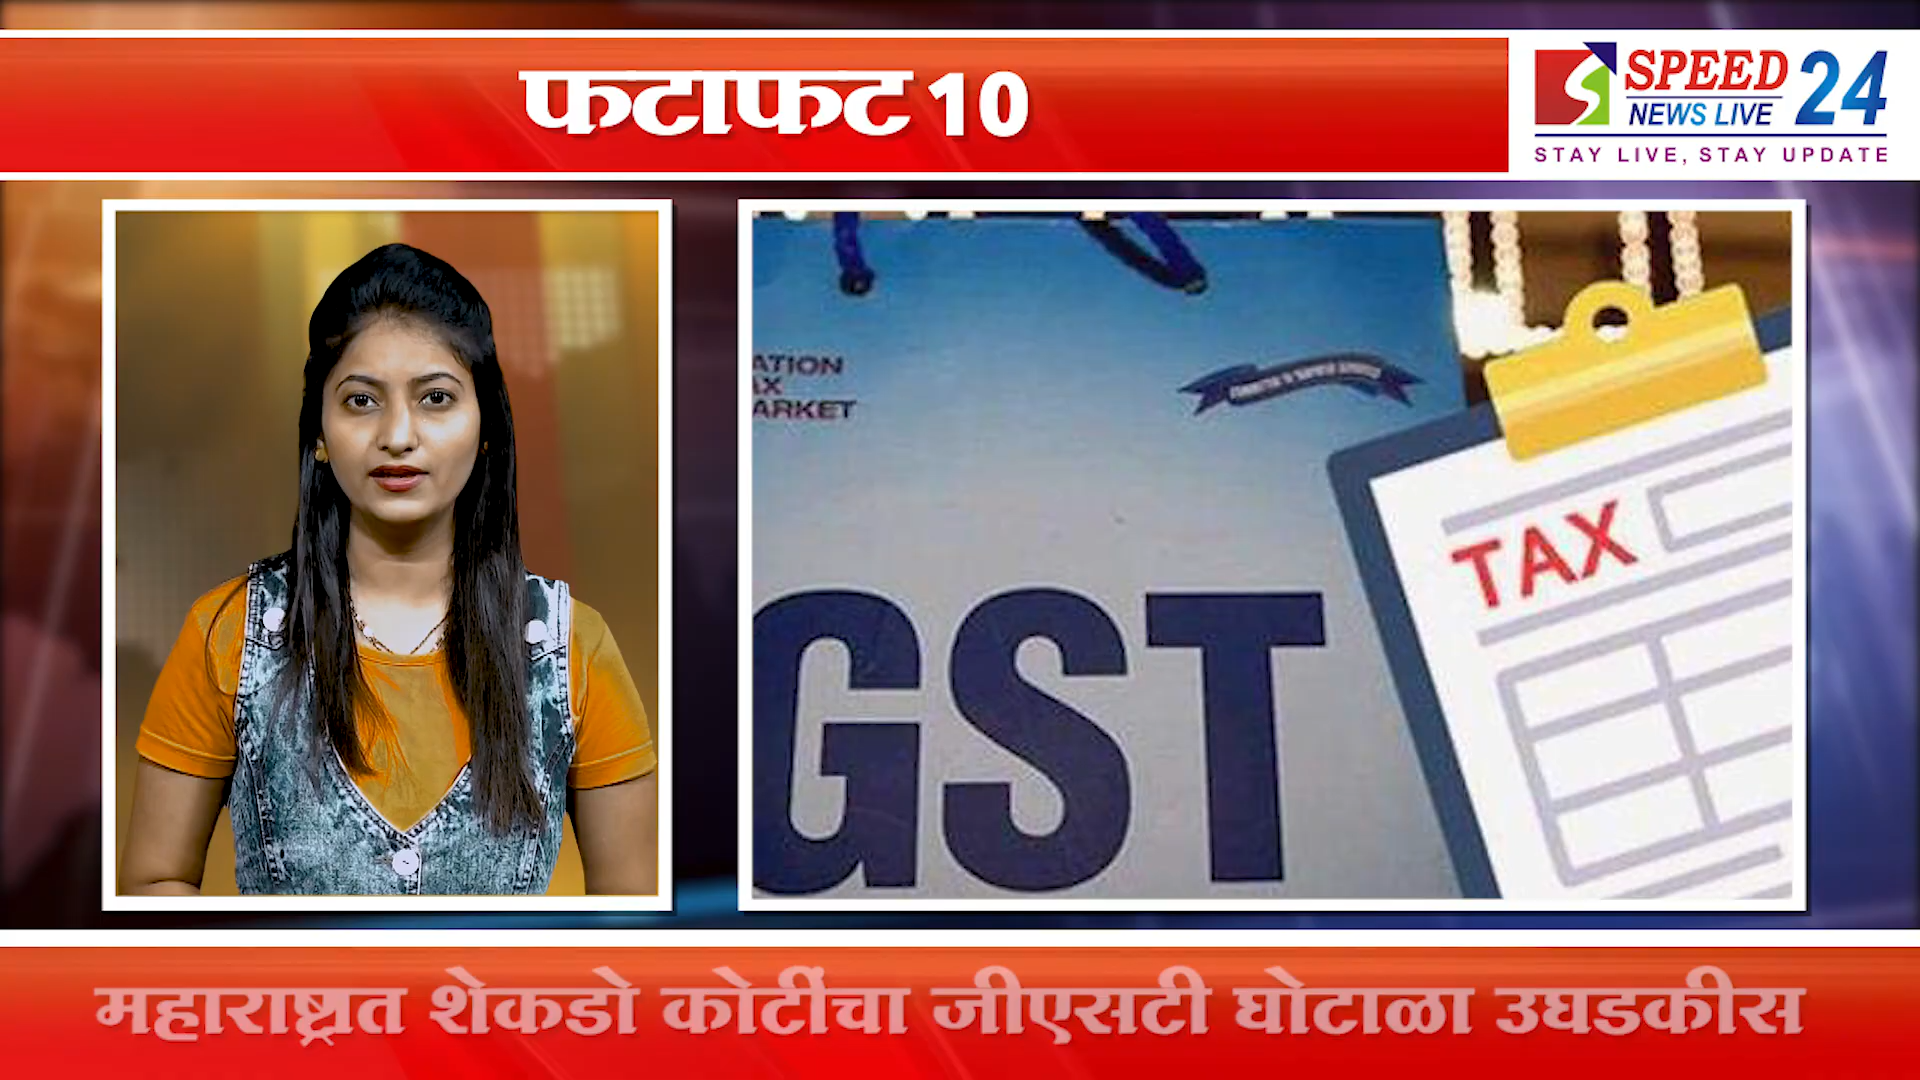 फटाफट 10
SPEED 24
NEWS LIVE
STAY LIVE, STAY UPDATE
ATION
AX
ARKET
GST
TAX
महाराष्ट्रात शेकडो कोटींचा जीएसटी घोटाळा उघडकीस